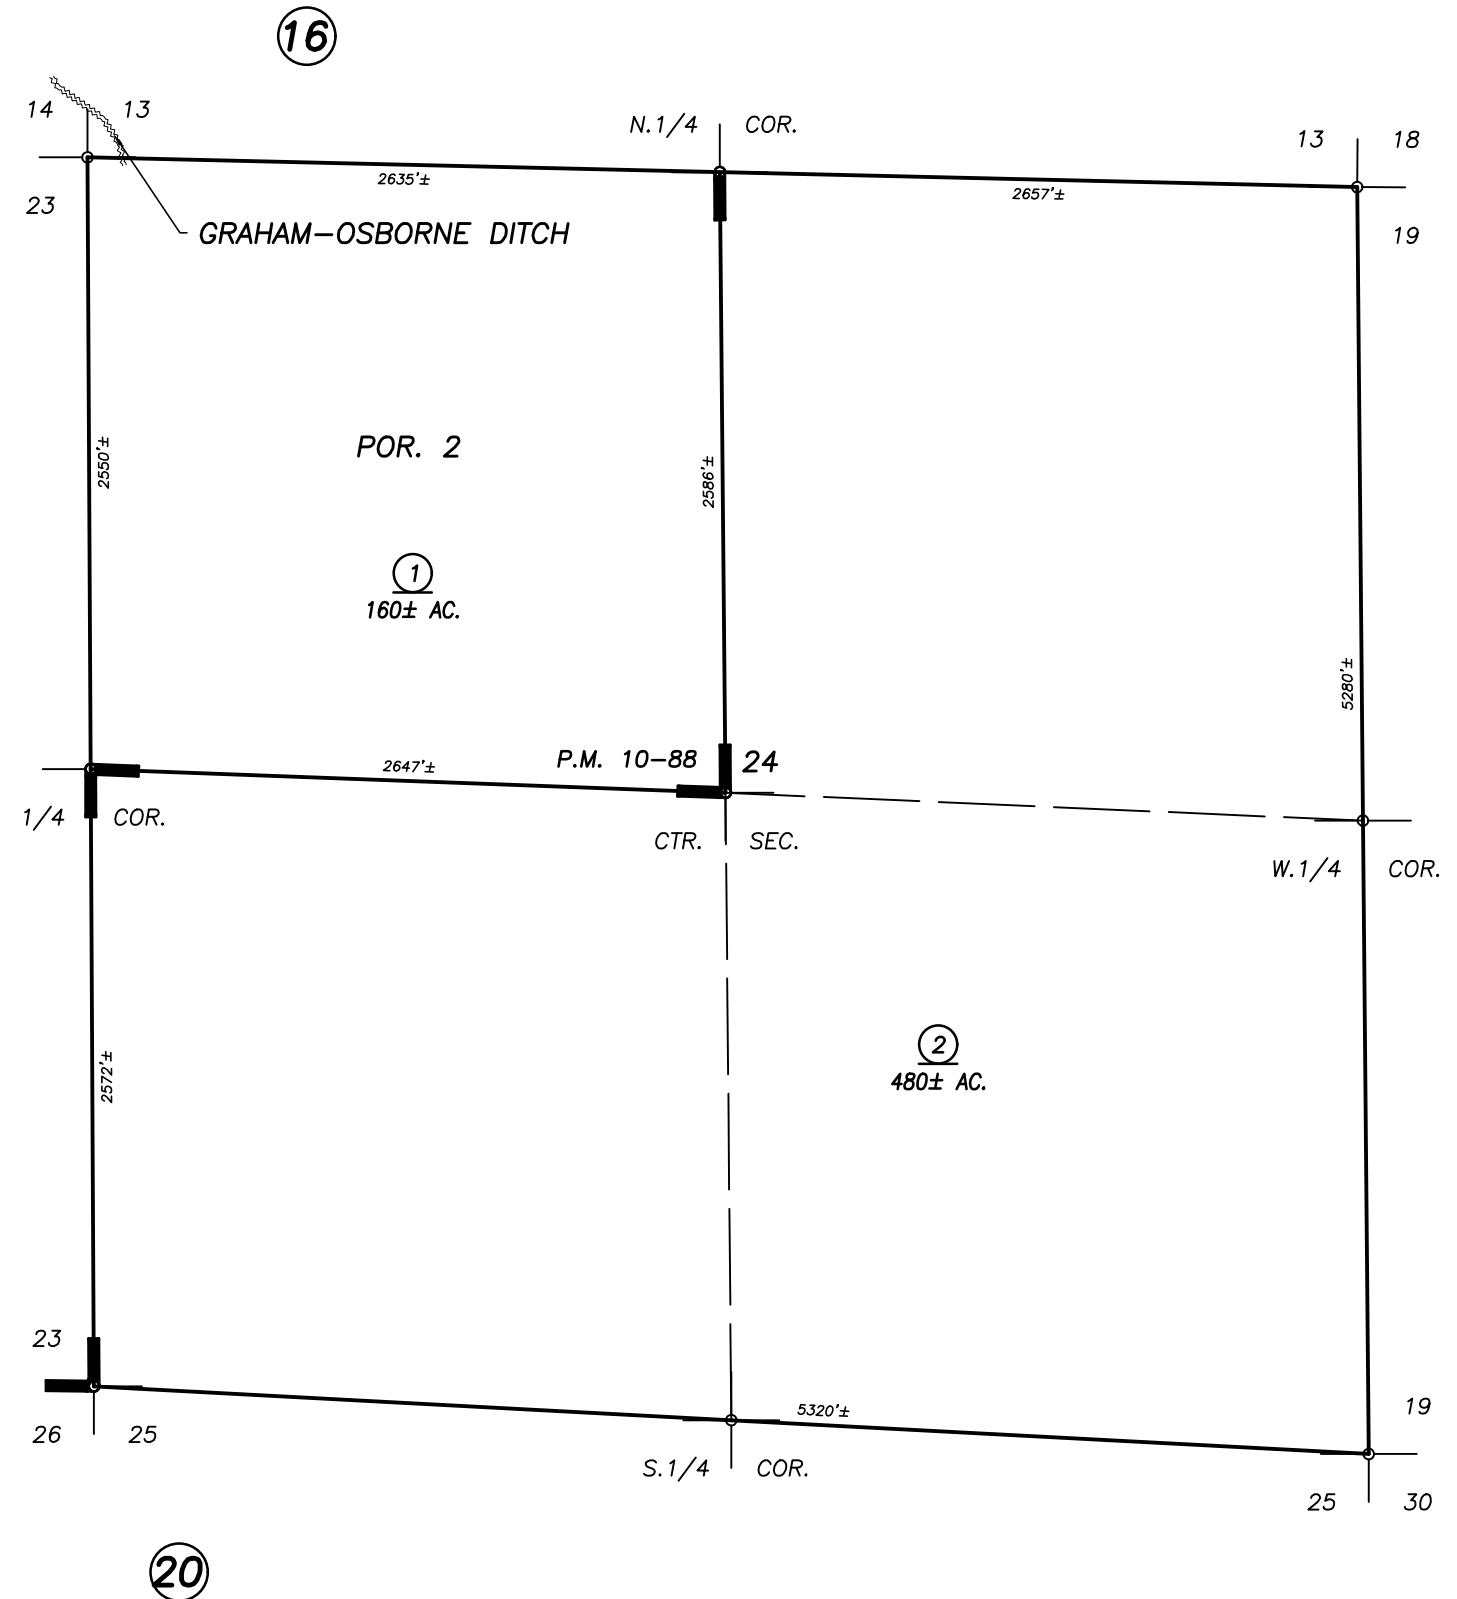 16
14 13
N.1/4 COR.
13 18
2635'±
2657'±
23
19
GRAHAM-OSBORNE DITCH
POR. 2
2550'±
2586'±
1
160± AC.
5280'±
P.M. 10-88
24
2647'±
1/4 COR.
CTR. SEC.
W.1/4 COR.
2
480± AC.
2572'±
23
5320'±
19
26 25
S.1/4 COR.
25 30
20